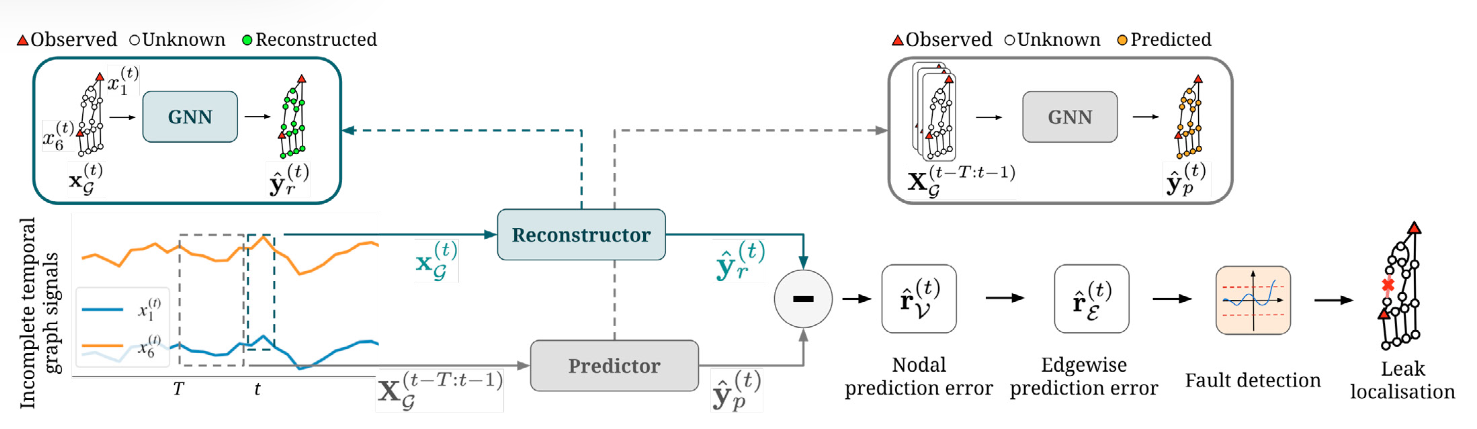 Observed Unknown Reconstructed
x_1^{(t)}
GNN
x_6^{(t)}
\mathbf{x}_{\mathcal{G}}^{(t)}
\hat{\mathbf{y}}_r^{(t)}
Observed Unknown Predicted
GNN
\mathbf{X}_{\mathcal{G}}^{(t-T:t-1)}
\hat{\mathbf{y}}_p^{(t)}
Incomplete temporal
graph signals
x_1^{(t)}
x_6^{(t)}
T
t
\mathbf{x}_{\mathcal{G}}^{(t)}
Reconstructor
\hat{\mathbf{y}}_r^{(t)}
\mathbf{X}_{\mathcal{G}}^{(t-T:t-1)}
Predictor
\hat{\mathbf{y}}_p^{(t)}
-
\hat{\mathbf{r}}_{\mathcal{V}}^{(t)}
Nodal
prediction error
\hat{\mathbf{r}}_{\mathcal{E}}^{(t)}
Edgewise
prediction error
Fault detection
Leak
localisation